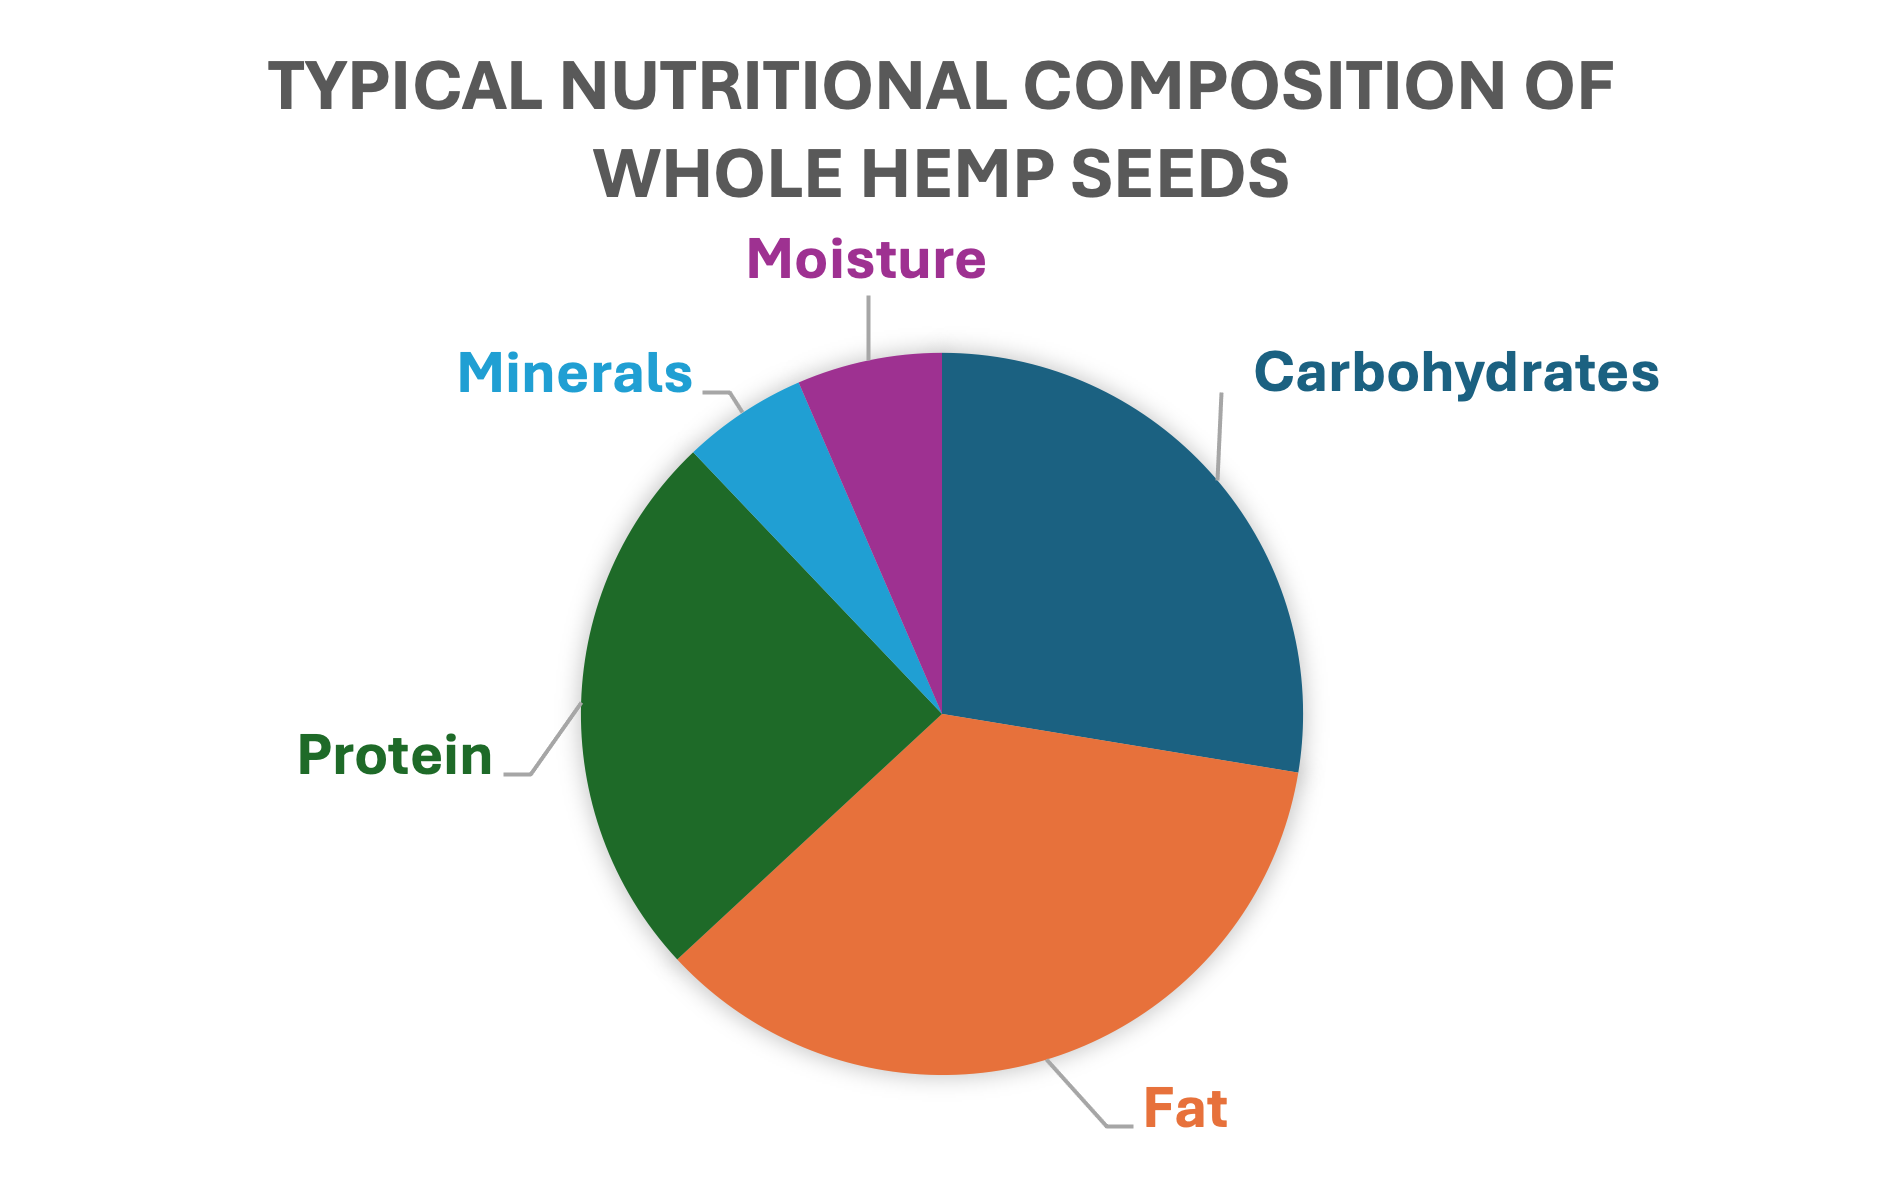 TYPICAL NUTRITIONAL COMPOSITION OF
WHOLE HEMP SEEDS
Moisture
Minerals
Carbohydrates
Protein
Fat